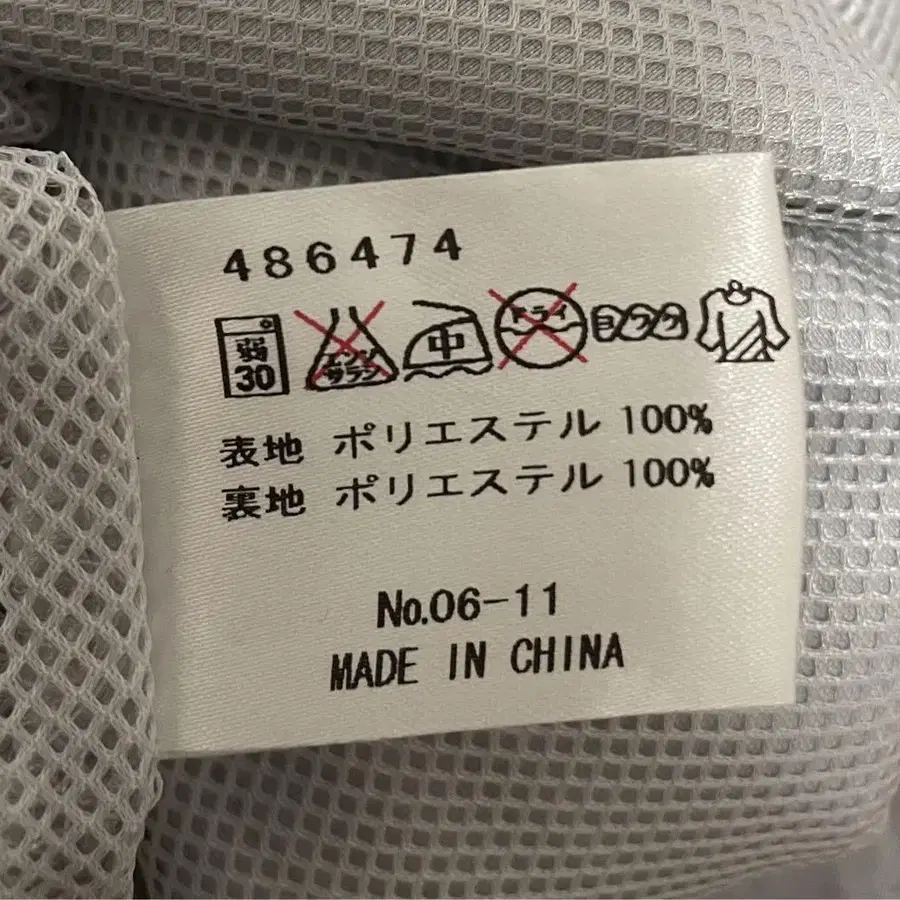 486474
弱 30 エンソサラシ 中 ドライ ヨワク
表地 ポリエステル 100%
裏地 ポリエステル 100%
No.06-11
MADE IN CHINA